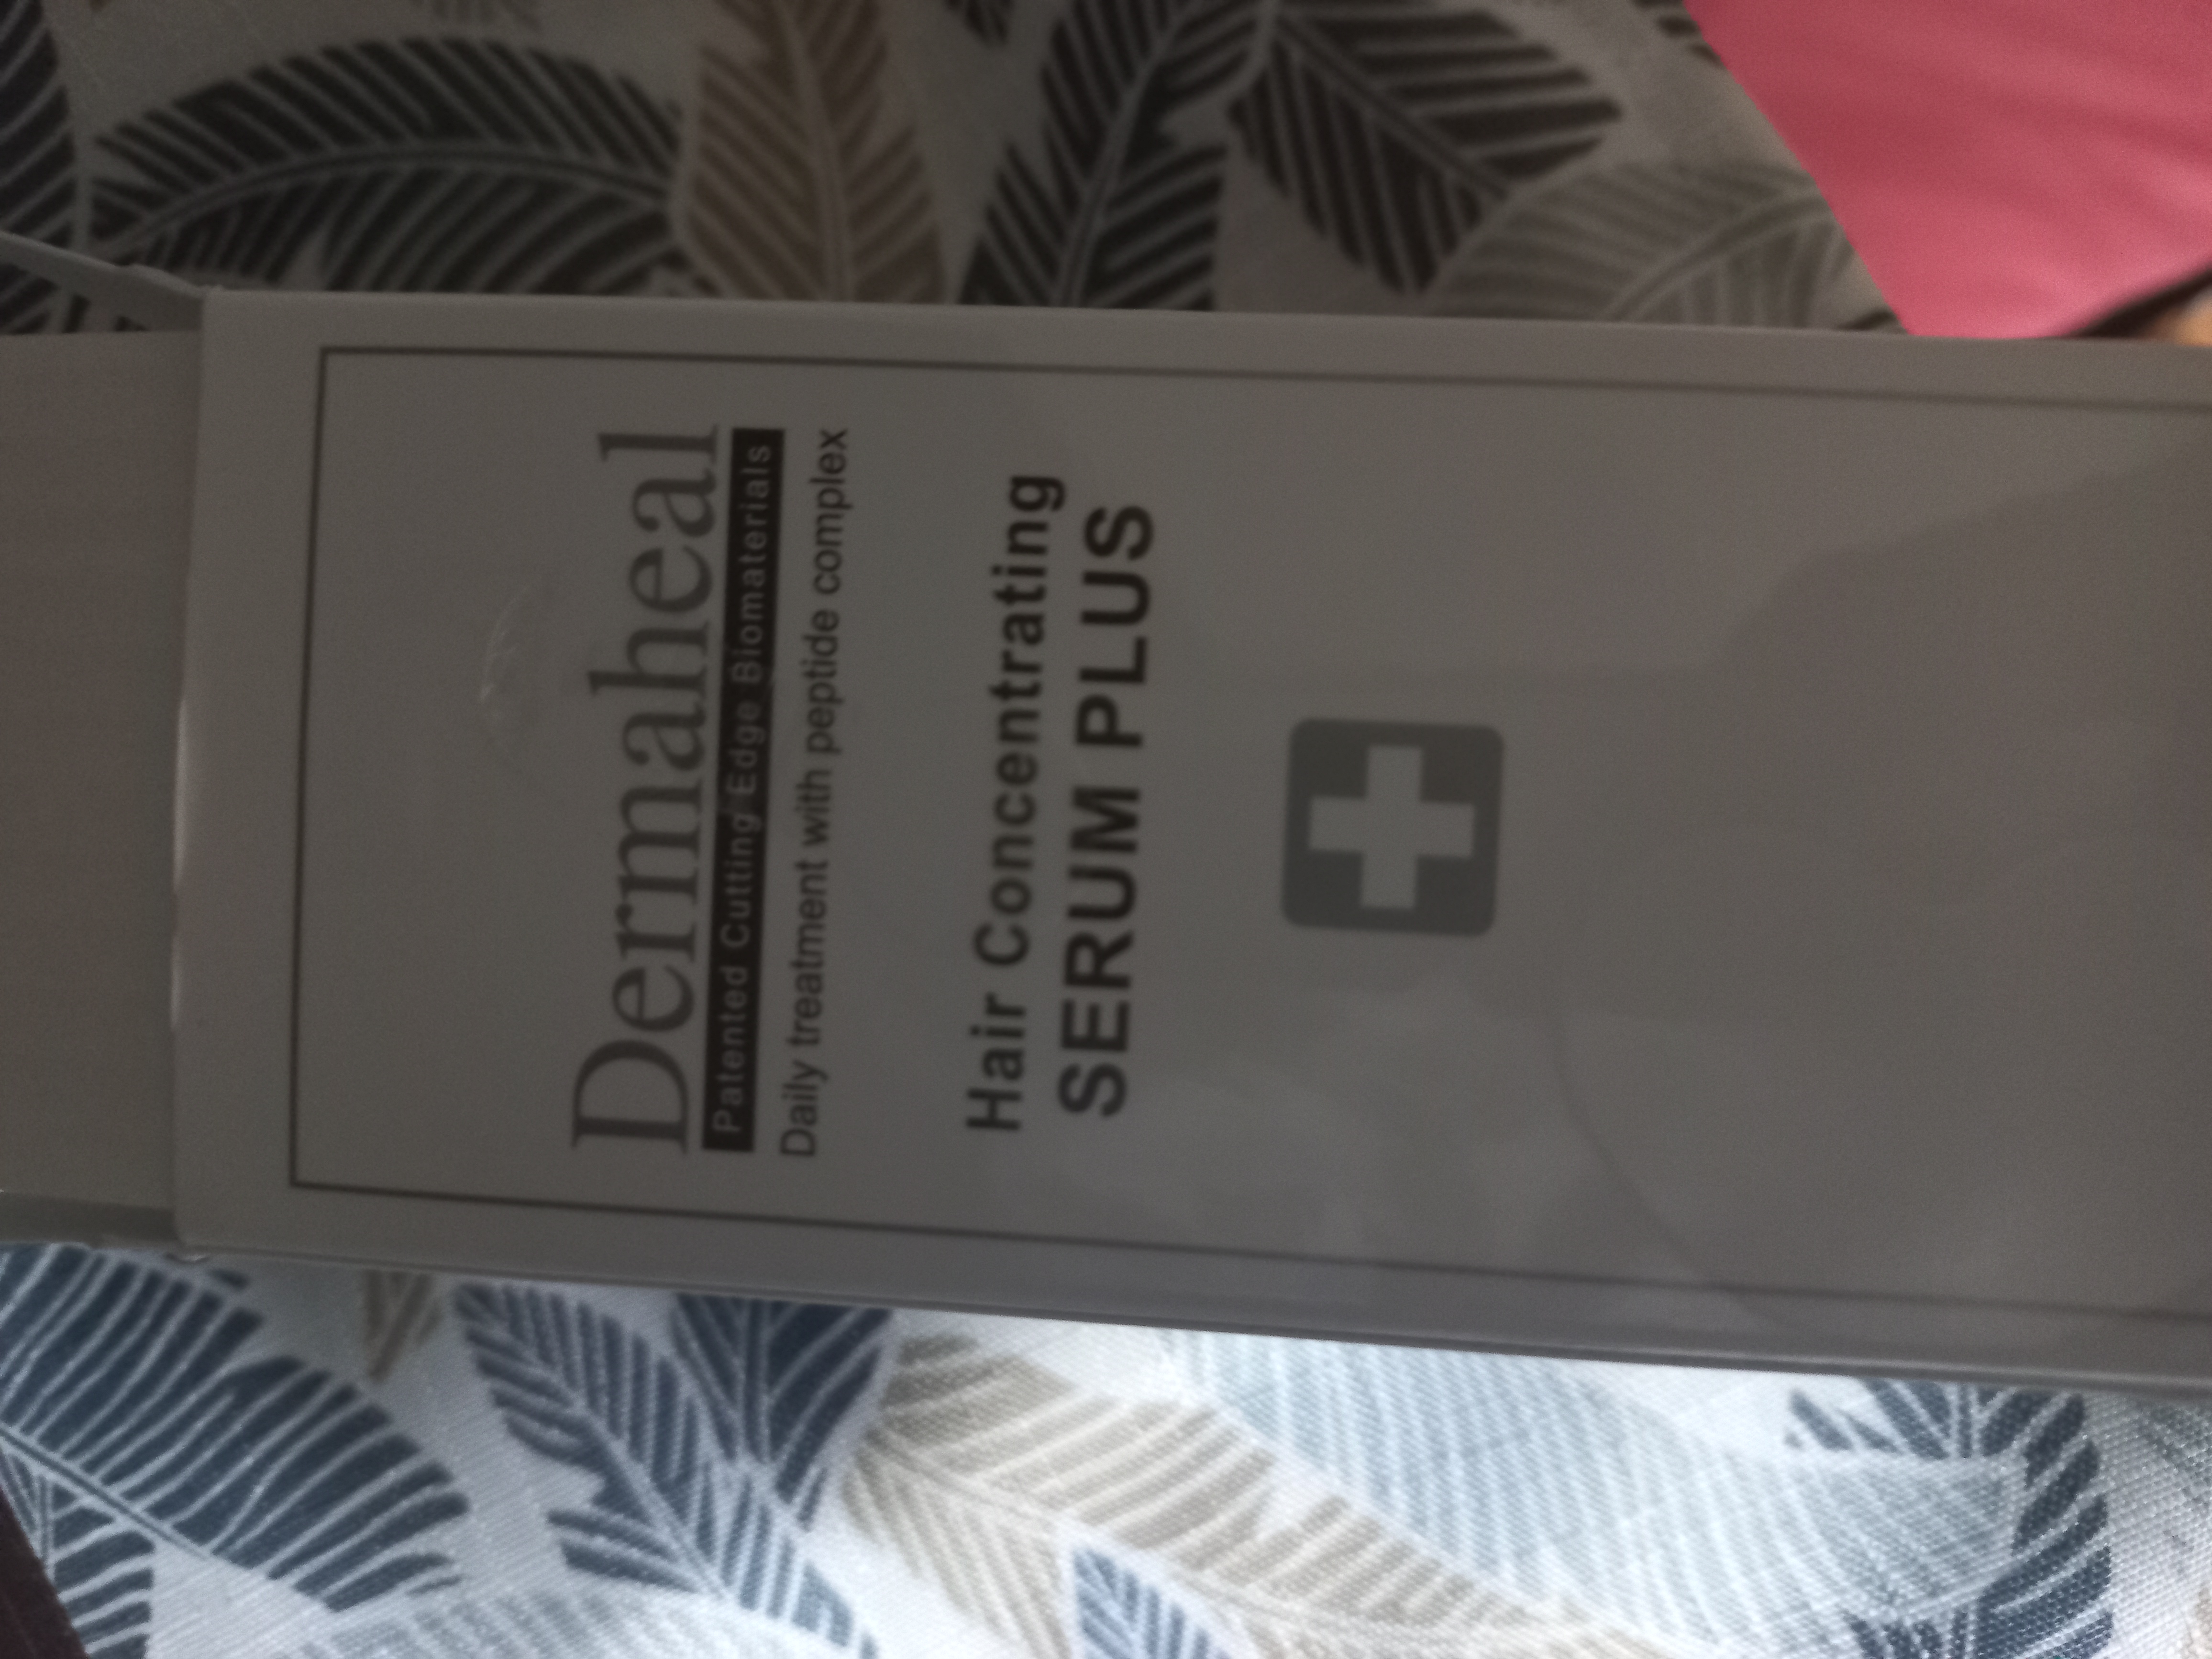 Dermaheal
Patented Cutting Edge Biomaterials
Daily treatment with peptide complex
Hair Concentrating
SERUM PLUS